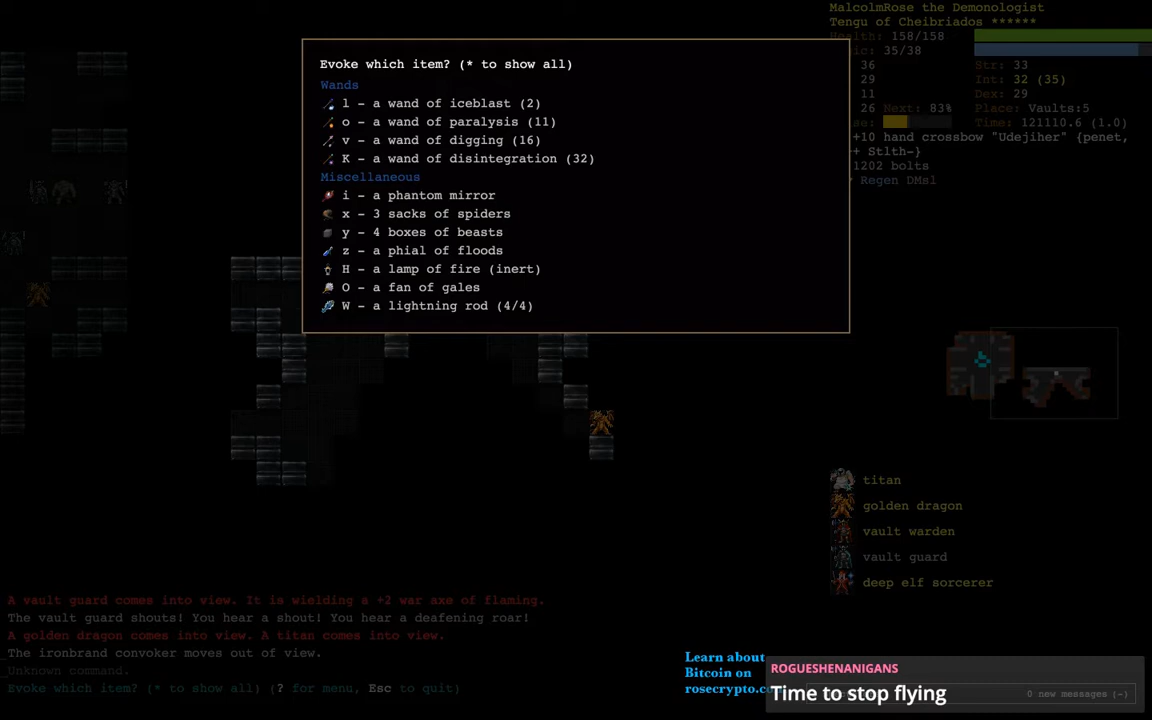 MalcolmRose the Demonologist
Tengu of Cheibriados ******
Health: 158/158
ic: 35/38
36 Str: 33
29 Int: 32 (35)
11 Dex: 29
26 Next: 83% Place: Vaults:5
se: Time: 121110.6 (1.0)
+10 hand crossbow "Udejiher" {penet,
+ Stlth-}
1202 bolts
Regen DMsl
Evoke which item? (* to show all)
Wands
l - a wand of iceblast (2)
o - a wand of paralysis (11)
v - a wand of digging (16)
K - a wand of disintegration (32)
Miscellaneous
i - a phantom mirror
x - 3 sacks of spiders
y - 4 boxes of beasts
z - a phial of floods
H - a lamp of fire (inert)
O - a fan of gales
W - a lightning rod (4/4)
titan
golden dragon
vault warden
vault guard
deep elf sorcerer
A vault guard comes into view. It is wielding a +2 war axe of flaming.
The vault guard shouts! You hear a shout! You hear a deafening roar!
A golden dragon comes into view. A titan comes into view.
The ironbrand convoker moves out of view.
Unknown command.
Evoke which item? (* to show all) (? for menu, Esc to quit)
Learn about
Bitcoin on
rosecrypto.co
ROGUESHENANIGANS
Time to stop flying
0 new messages (-)